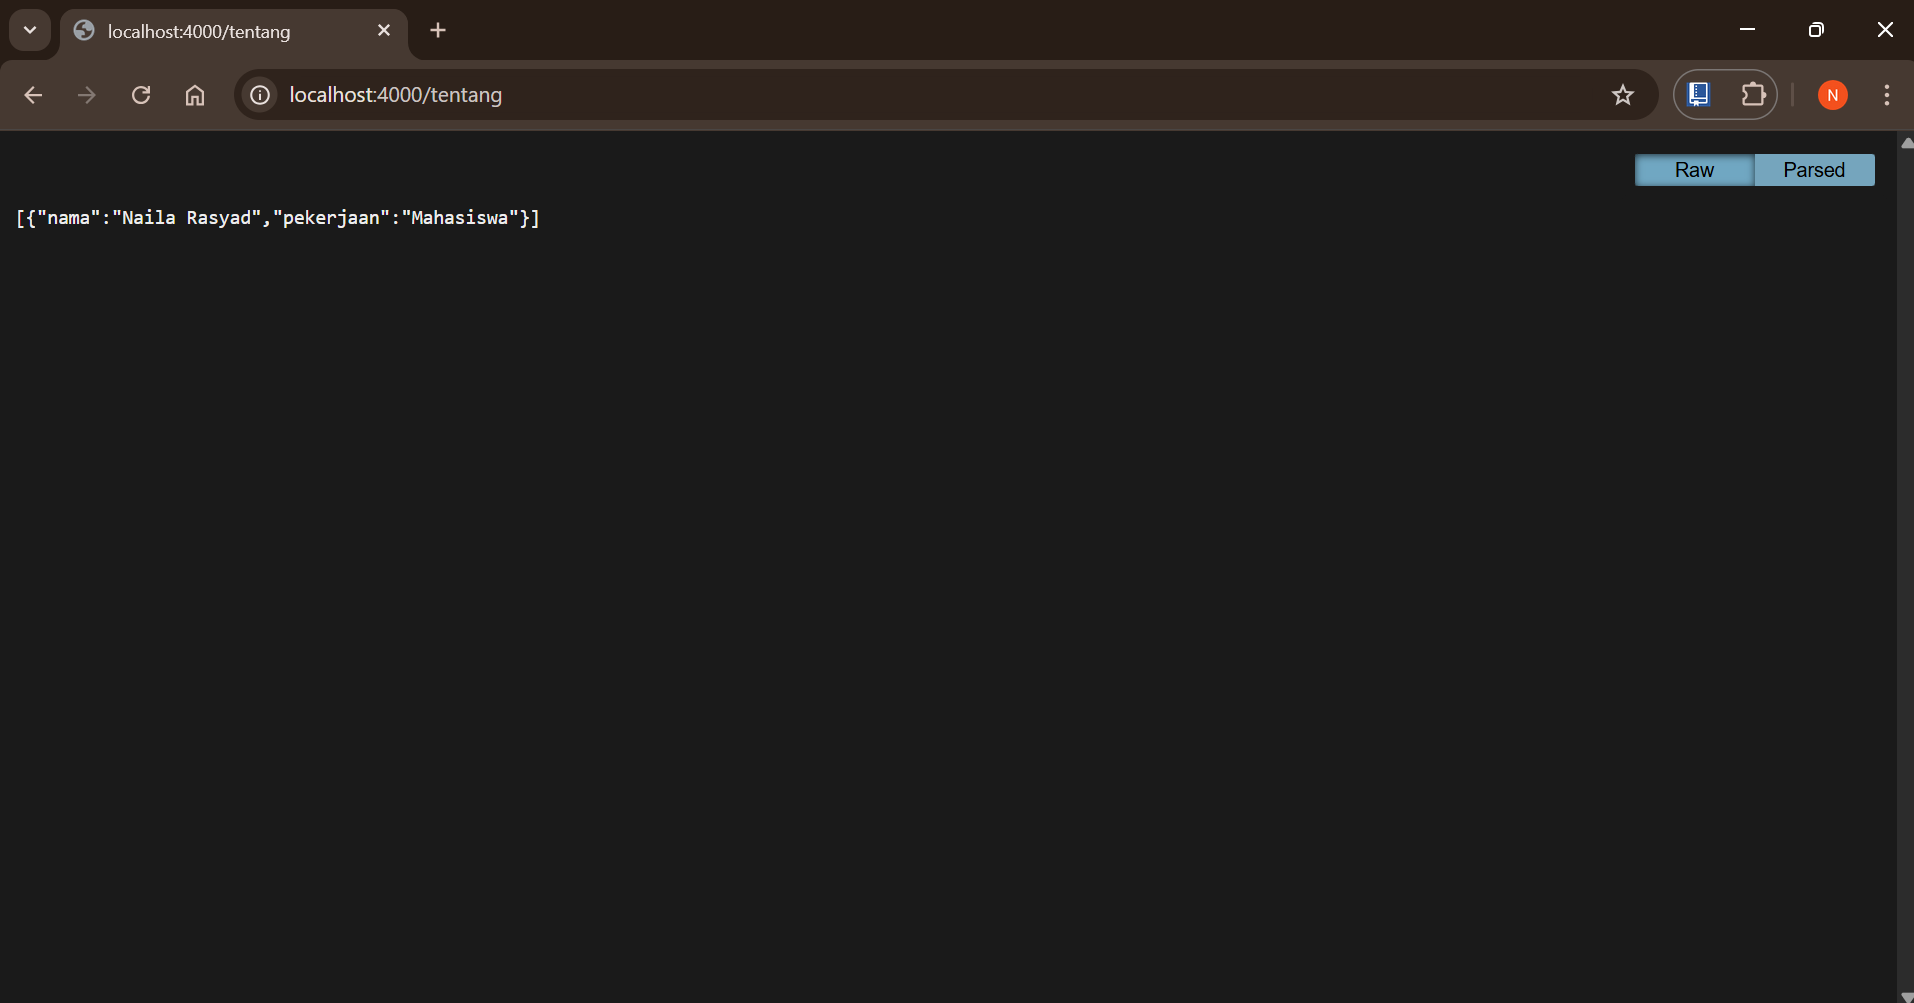 localhost:4000/tentang
localhost:4000/tentang
N
Raw Parsed
[{"nama":"Naila Rasyad","pekerjaan":"Mahasiswa"}]